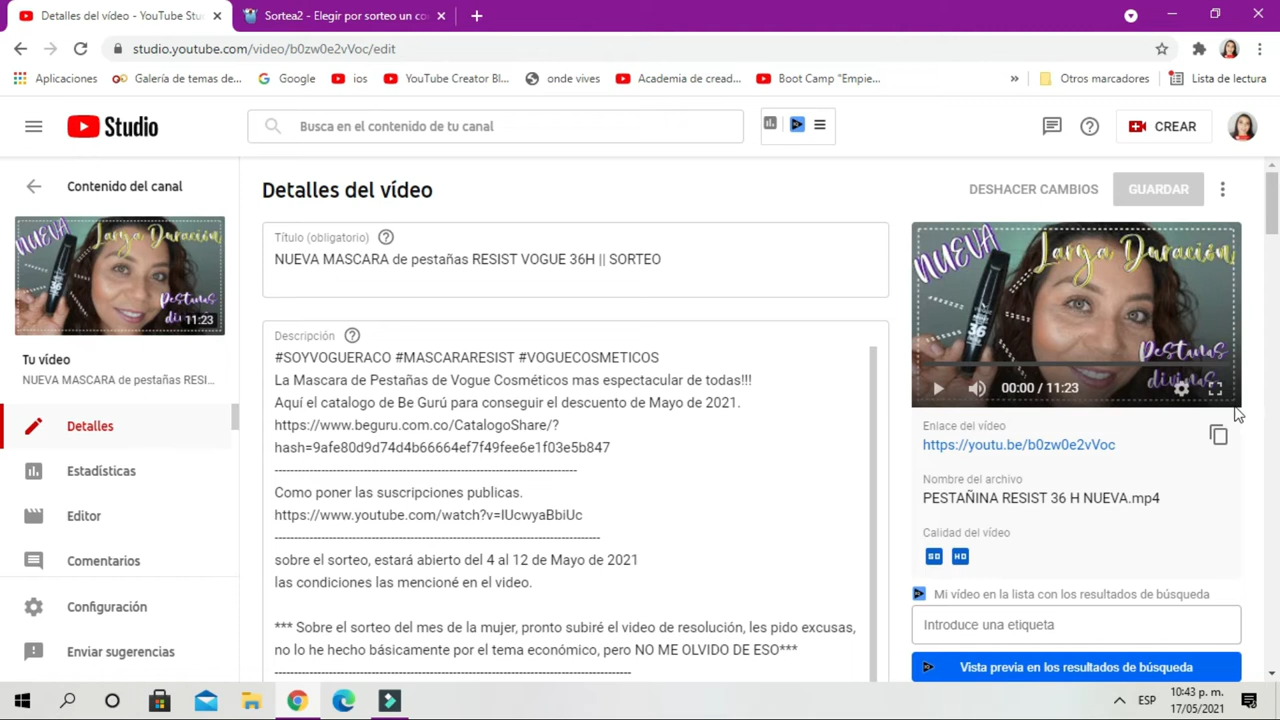 Detalles del vídeo - YouTube Stu
Sortea2 - Elegir por sorteo un co
studio.youtube.com/video/b0zw0e2vVoc/edit
Aplicaciones
Galería de temas de...
Google
ios
YouTube Creator Bl...
onde vives
Academia de cread...
Boot Camp "Empie...
»
Otros marcadores
Lista de lectura
Studio
Busca en el contenido de tu canal
CREAR
Contenido del canal
NUEVA
Larga Duración
36
Pestañas
divinas
11:23
Tu vídeo
NUEVA MASCARA de pestañas RESI...
Detalles
Estadísticas
Editor
Comentarios
Configuración
Enviar sugerencias
Detalles del vídeo
DESHACER CAMBIOS
GUARDAR
Título (obligatorio)
NUEVA MASCARA de pestañas RESIST VOGUE 36H || SORTEO
Descripción
#SOYVOGUERACO #MASCARARESIST #VOGUECOSMETICOS
La Mascara de Pestañas de Vogue Cosméticos mas espectacular de todas!!!
Aquí el catalogo de Be Gurú para conseguir el descuento de Mayo de 2021.
https://www.beguru.com.co/CatalogoShare/?
hash=9afe80d9d74d4b66664ef7f49fee6e1f03e5b847
--------------------------------------------------------------------------
Como poner las suscripciones publicas.
https://www.youtube.com/watch?v=IUcwyaBbiUc
--------------------------------------------------------------------------------
sobre el sorteo, estará abierto del 4 al 12 de Mayo de 2021
las condiciones las mencioné en el video.
*** Sobre el sorteo del mes de la mujer, pronto subiré el video de resolución, les pido excusas,
no lo he hecho básicamente por el tema económico, pero NO ME OLVIDO DE ESO***
---------------------------------------------------------------------------------------
NUEVA
Larga Duración
36
Pestañas
divinas
00:00 / 11:23
Enlace del vídeo
https://youtu.be/b0zw0e2vVoc
Nombre del archivo
PESTAÑINA RESIST 36 H NUEVA.mp4
Calidad del vídeo
SD
HD
Mi vídeo en la lista con los resultados de búsqueda
Introduce una etiqueta
Vista previa en los resultados de búsqueda
ESP
10:43 p. m.
17/05/2021